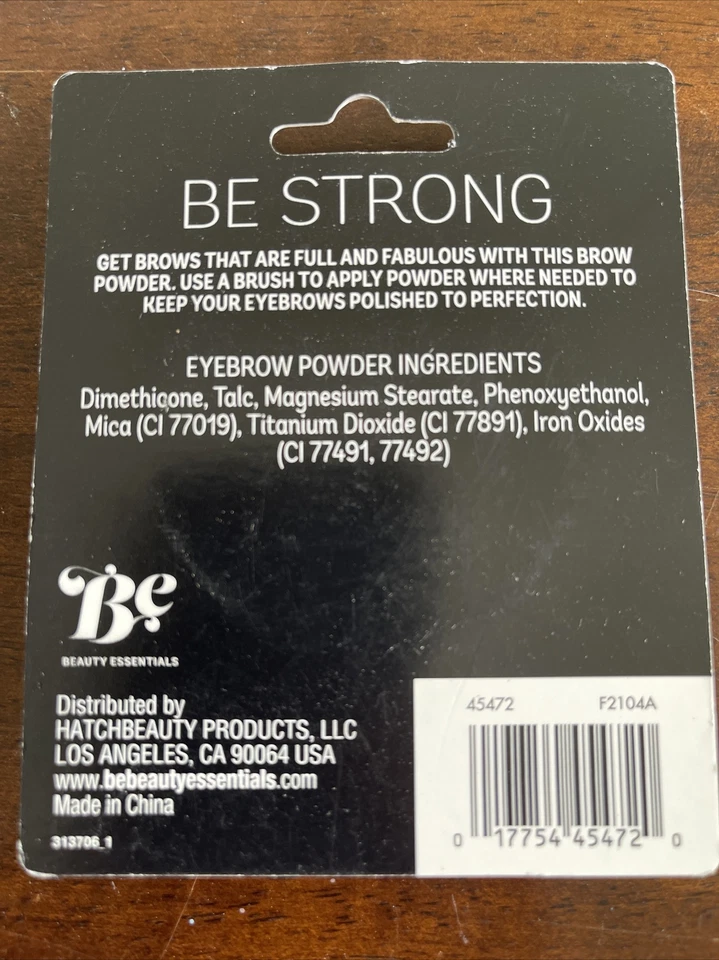 BE STRONG
GET BROWS THAT ARE FULL AND FABULOUS WITH THIS BROW
POWDER. USE A BRUSH TO APPLY POWDER WHERE NEEDED TO
KEEP YOUR EYEBROWS POLISHED TO PERFECTION.
EYEBROW POWDER INGREDIENTS
Dimethicone, Talc, Magnesium Stearate, Phenoxyethanol,
Mica (CI 77019), Titanium Dioxide (CI 77891), Iron Oxides
(CI 77491, 77492)
Be
BEAUTY ESSENTIALS
Distributed by
HATCHBEAUTY PRODUCTS, LLC
LOS ANGELES, CA 90064 USA
www.bebeautyessentials.com
Made in China
313706_1
45472 F2104A
0 17754 45472 0